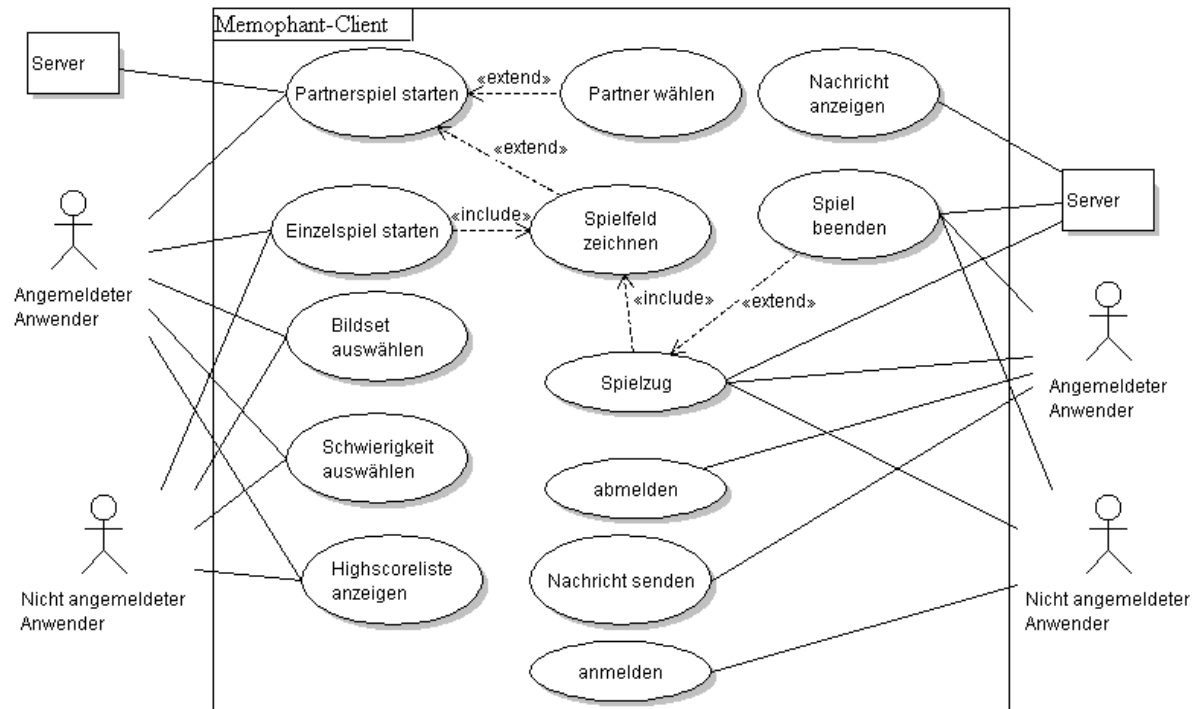 Memophant-Client
Server
Partnerspiel starten
«extend»
Partner wählen
Nachricht
anzeigen
«extend»
Server
Angemeldeter
Anwender
Einzelspiel starten
«include»
Spielfeld
zeichnen
Spiel
beenden
«include»
«extend»
Bildset
auswählen
Spielzug
Angemeldeter
Anwender
Schwierigkeit
auswählen
abmelden
Nicht angemeldeter
Anwender
Highscoreliste
anzeigen
Nachricht senden
Nicht angemeldeter
Anwender
anmelden